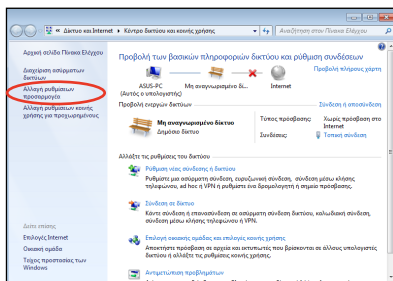 « Δίκτυο και Internet ▸ Κέντρο δικτύου και κοινής χρήσης
Αναζήτηση στον Πίνακα Ελέγχου
Αρχική σελίδα Πίνακα Ελέγχου
Διαχείριση ασύρματων
δικτύων
Αλλαγή ρυθμίσεων
προσαρμογέα
Αλλαγή ρυθμίσεων κοινής
χρήσης για προχωρημένους
Δείτε επίσης
Επιλογές Internet
Οικιακή ομάδα
Τείχος προστασίας των
Windows
Προβολή των βασικών πληροφοριών δικτύου και ρύθμιση συνδέσεων
Προβολή πλήρους χάρτη
ASUS-PC
(Αυτός ο υπολογιστής)
Μη αναγνωρισμένο δί...
Internet
Προβολή ενεργών δικτύων
Σύνδεση ή αποσύνδεση
Μη αναγνωρισμένο δίκτυο
Δημόσιο δίκτυο
Τύπος πρόσβασης: Χωρίς πρόσβαση στο
Internet
Συνδέσεις: Τοπική σύνδεση
Αλλάξτε τις ρυθμίσεις του δικτύου
Ρύθμιση νέας σύνδεσης ή δικτύου
Ρυθμίστε μια ασύρματη σύνδεση, ευρυζωνική σύνδεση, σύνδεση μέσω κλήσης
τηλεφώνου, ad hoc ή VPN ή ρυθμίστε ένα δρομολογητή ή σημείο πρόσβασης.
Σύνδεση σε δίκτυο
Κάντε σύνδεση ή επανασύνδεση σε ασύρματη σύνδεση δικτύου, καλωδιακή σύνδεση,
σύνδεση μέσω κλήσης τηλεφώνου ή VPN.
Επιλογή οικιακής ομάδας και επιλογές κοινής χρήσης
Αποκτήστε πρόσβαση σε αρχεία και εκτυπωτές που βρίσκονται σε άλλους υπολογιστές
δικτύου ή αλλάξτε τις ρυθμίσεις κοινής χρήσης.
Αντιμετώπιση προβλημάτων